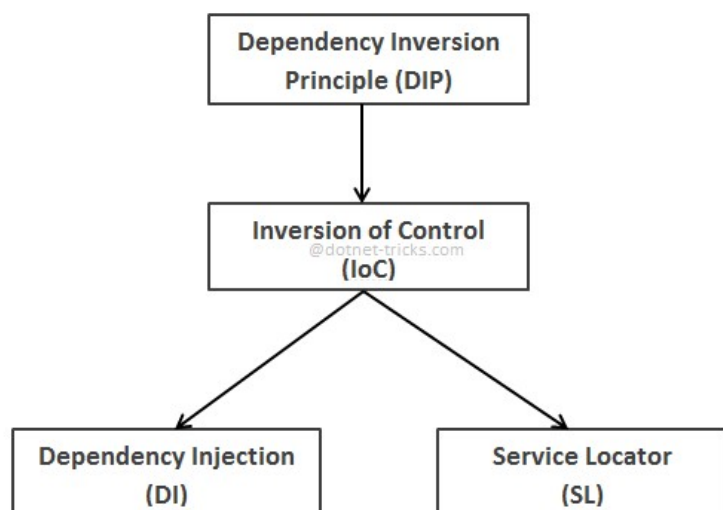 Dependency Inversion
Principle (DIP)
Inversion of Control
@dotnet-tricks.com
(IoC)
Dependency Injection
(DI)
Service Locator
(SL)